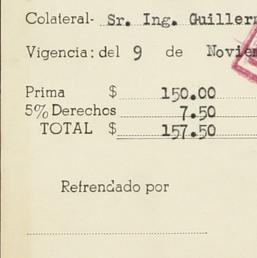 Colateral- Sr. Ing. Guiller
Vigencia: del 9 de Novie
Prima $ 150.00
5% Derechos 7.50
TOTAL $ 157.50
Refrendado por